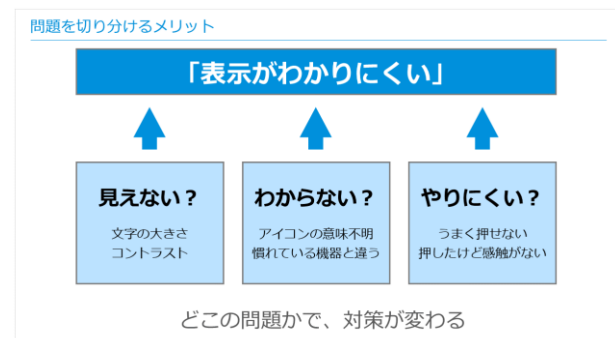 問題を切り分けるメリット
「表示がわかりにくい」
見えない？
文字の大きさ
コントラスト
わからない？
アイコンの意味不明
慣れている機器と違う
やりにくい？
うまく押せない
押したけど感触がない
どこの問題かで、対策が変わる